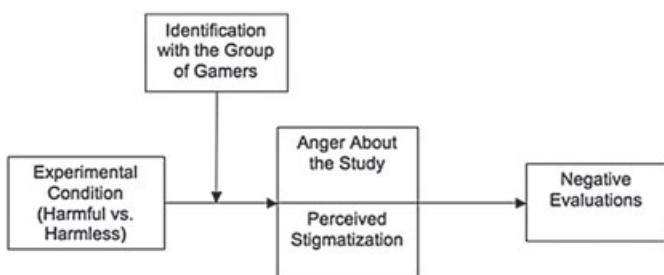 Identification
with the Group
of Gamers
Anger About
the Study
Experimental
Condition
(Harmful vs.
Harmless)
Perceived
Stigmatization
Negative
Evaluations